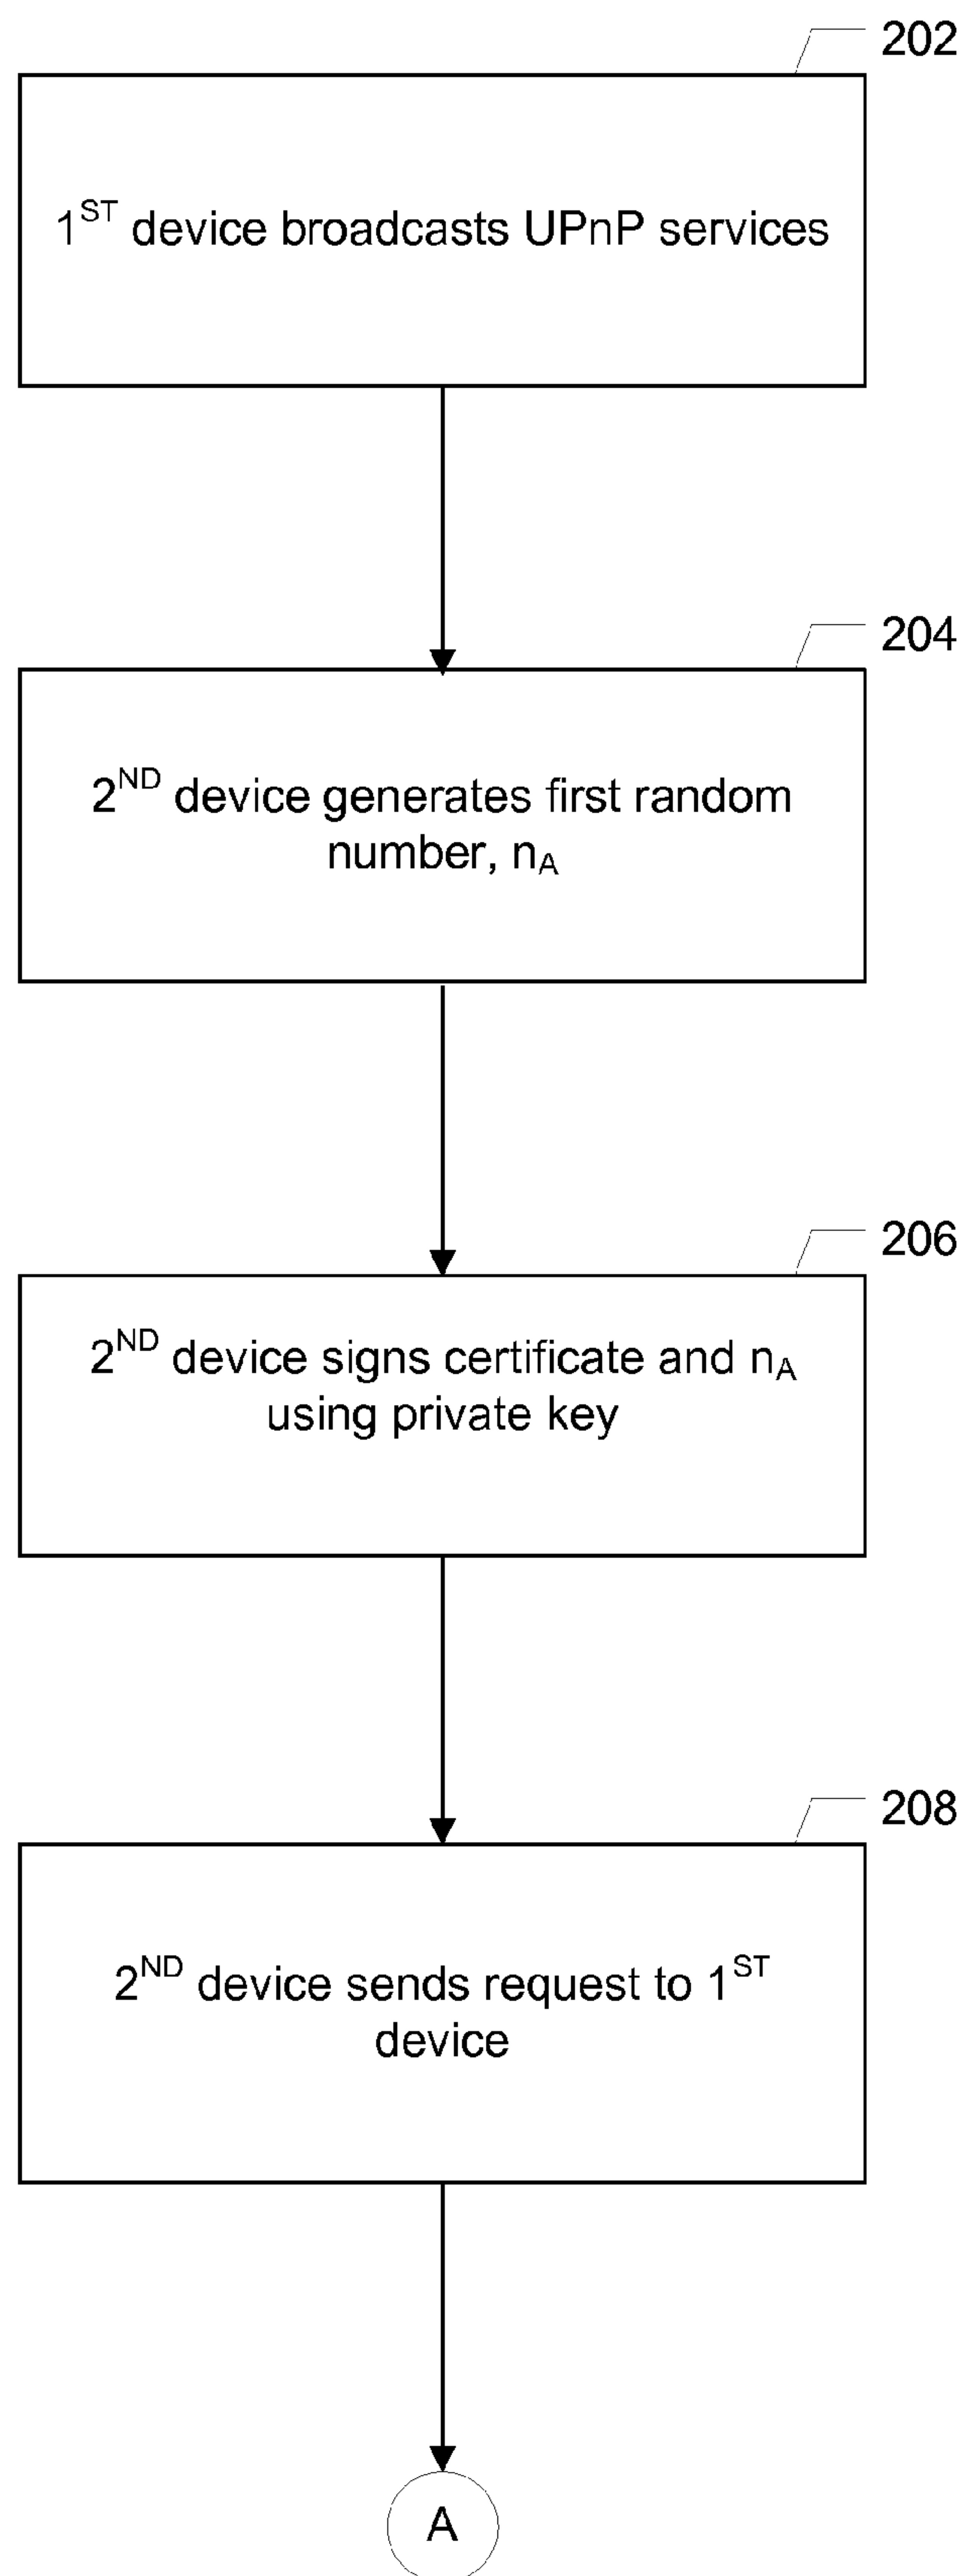 202
1ST device broadcasts UPnP services
204
2ND device generates first random
number, nA
206
2ND device signs certificate and nA
using private key
208
2ND device sends request to 1ST
device
A